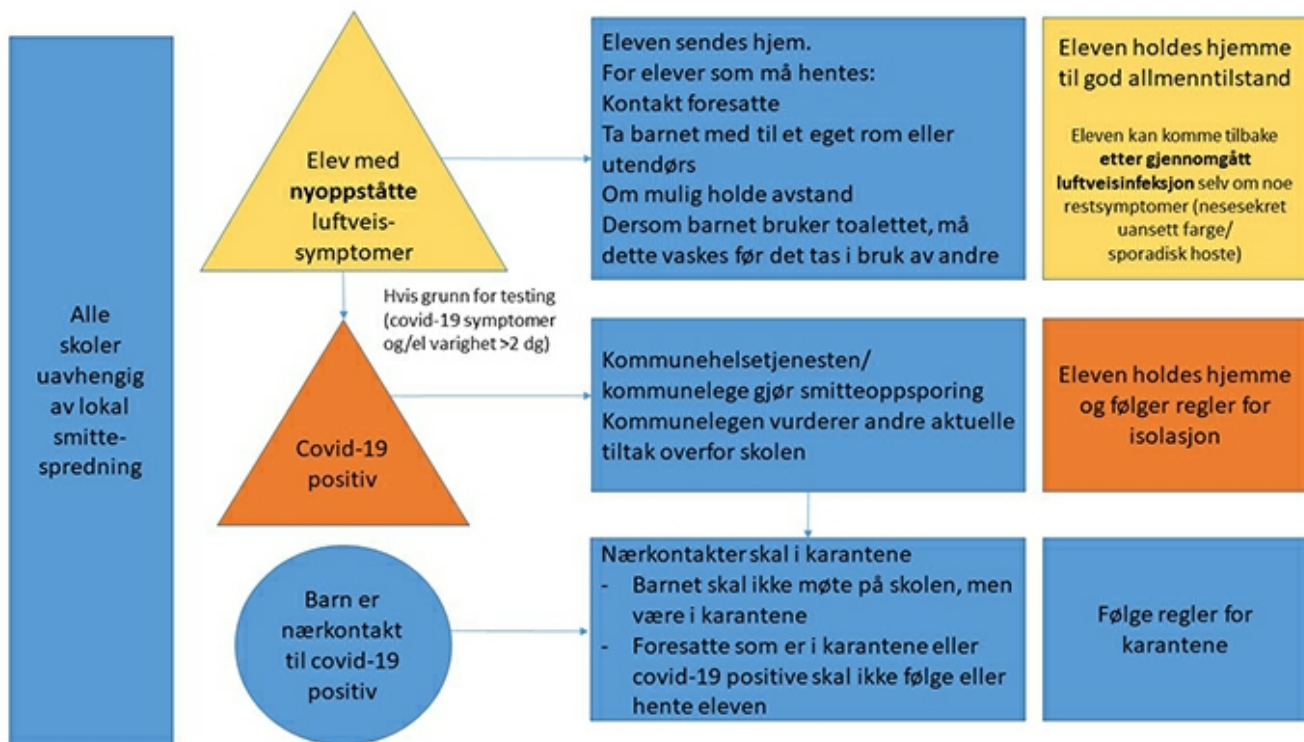 Alle
skoler
uavhengig
av lokal
smitte-
spredning
Elev med
nyoppståtte
luftveis-
symptomer
Eleven sendes hjem.
For elever som må hentes:
Kontakt foresatte
Ta barnet med til et eget rom eller
utendørs
Om mulig holde avstand
Dersom barnet bruker toalettet, må
dette vaskes før det tas i bruk av andre
Eleven holdes hjemme
til god allmenntilstand
Eleven kan komme tilbake
etter gjennomgått
luftveisinfeksjon selv om noe
restsymptomer (nesesekret
uansett farge/
sporadisk hoste)
Hvis grunn for testing
(covid-19 symptomer
og/el varighet >2 dg)
Covid-19
positiv
Kommunehelsetjenesten/
kommunelege gjør smitteoppsporing
Kommunelegen vurderer andre aktuelle
tiltak overfor skolen
Eleven holdes hjemme
og følger regler for
isolasjon
Barn er
nærkontakt
til covid-19
positiv
Nærkontakter skal i karantene
- Barnet skal ikke møte på skolen, men
være i karantene
- Foresatte som er i karantene eller
covid-19 positive skal ikke følge eller
hente eleven
Følge regler for
karantene